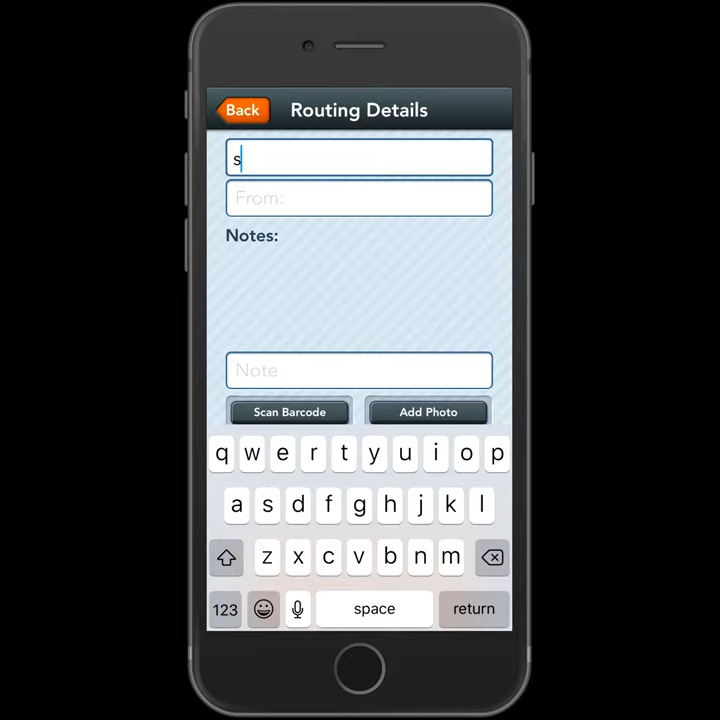 Back
Routing Details
s
From:
Notes:
Note
Scan Barcode
Add Photo
q w e r t y u i o p
a s d f g h j k l
z x c v b n m
123 space return